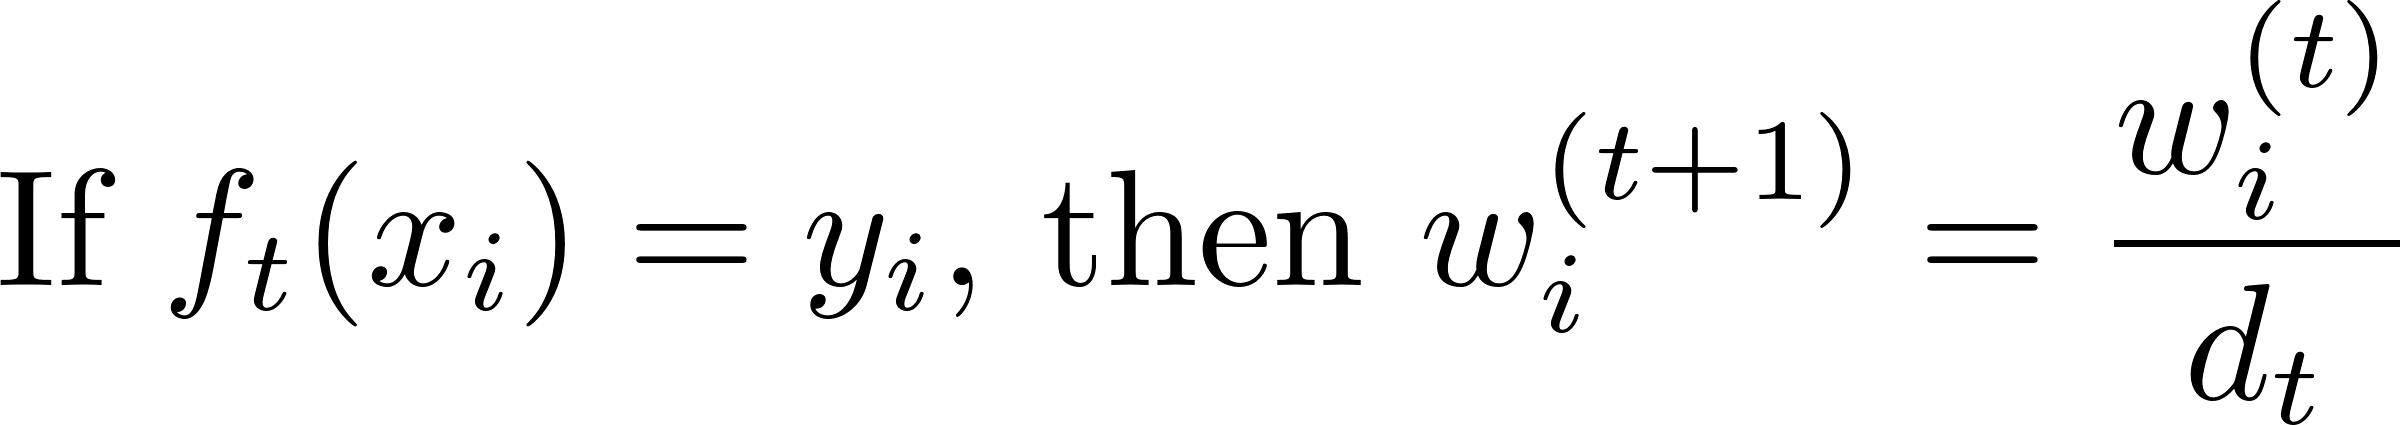 If $f_t(x_i) = y_i$, then $w_i^{(t+1)} = \frac{w_i^{(t)}}{d_t}$